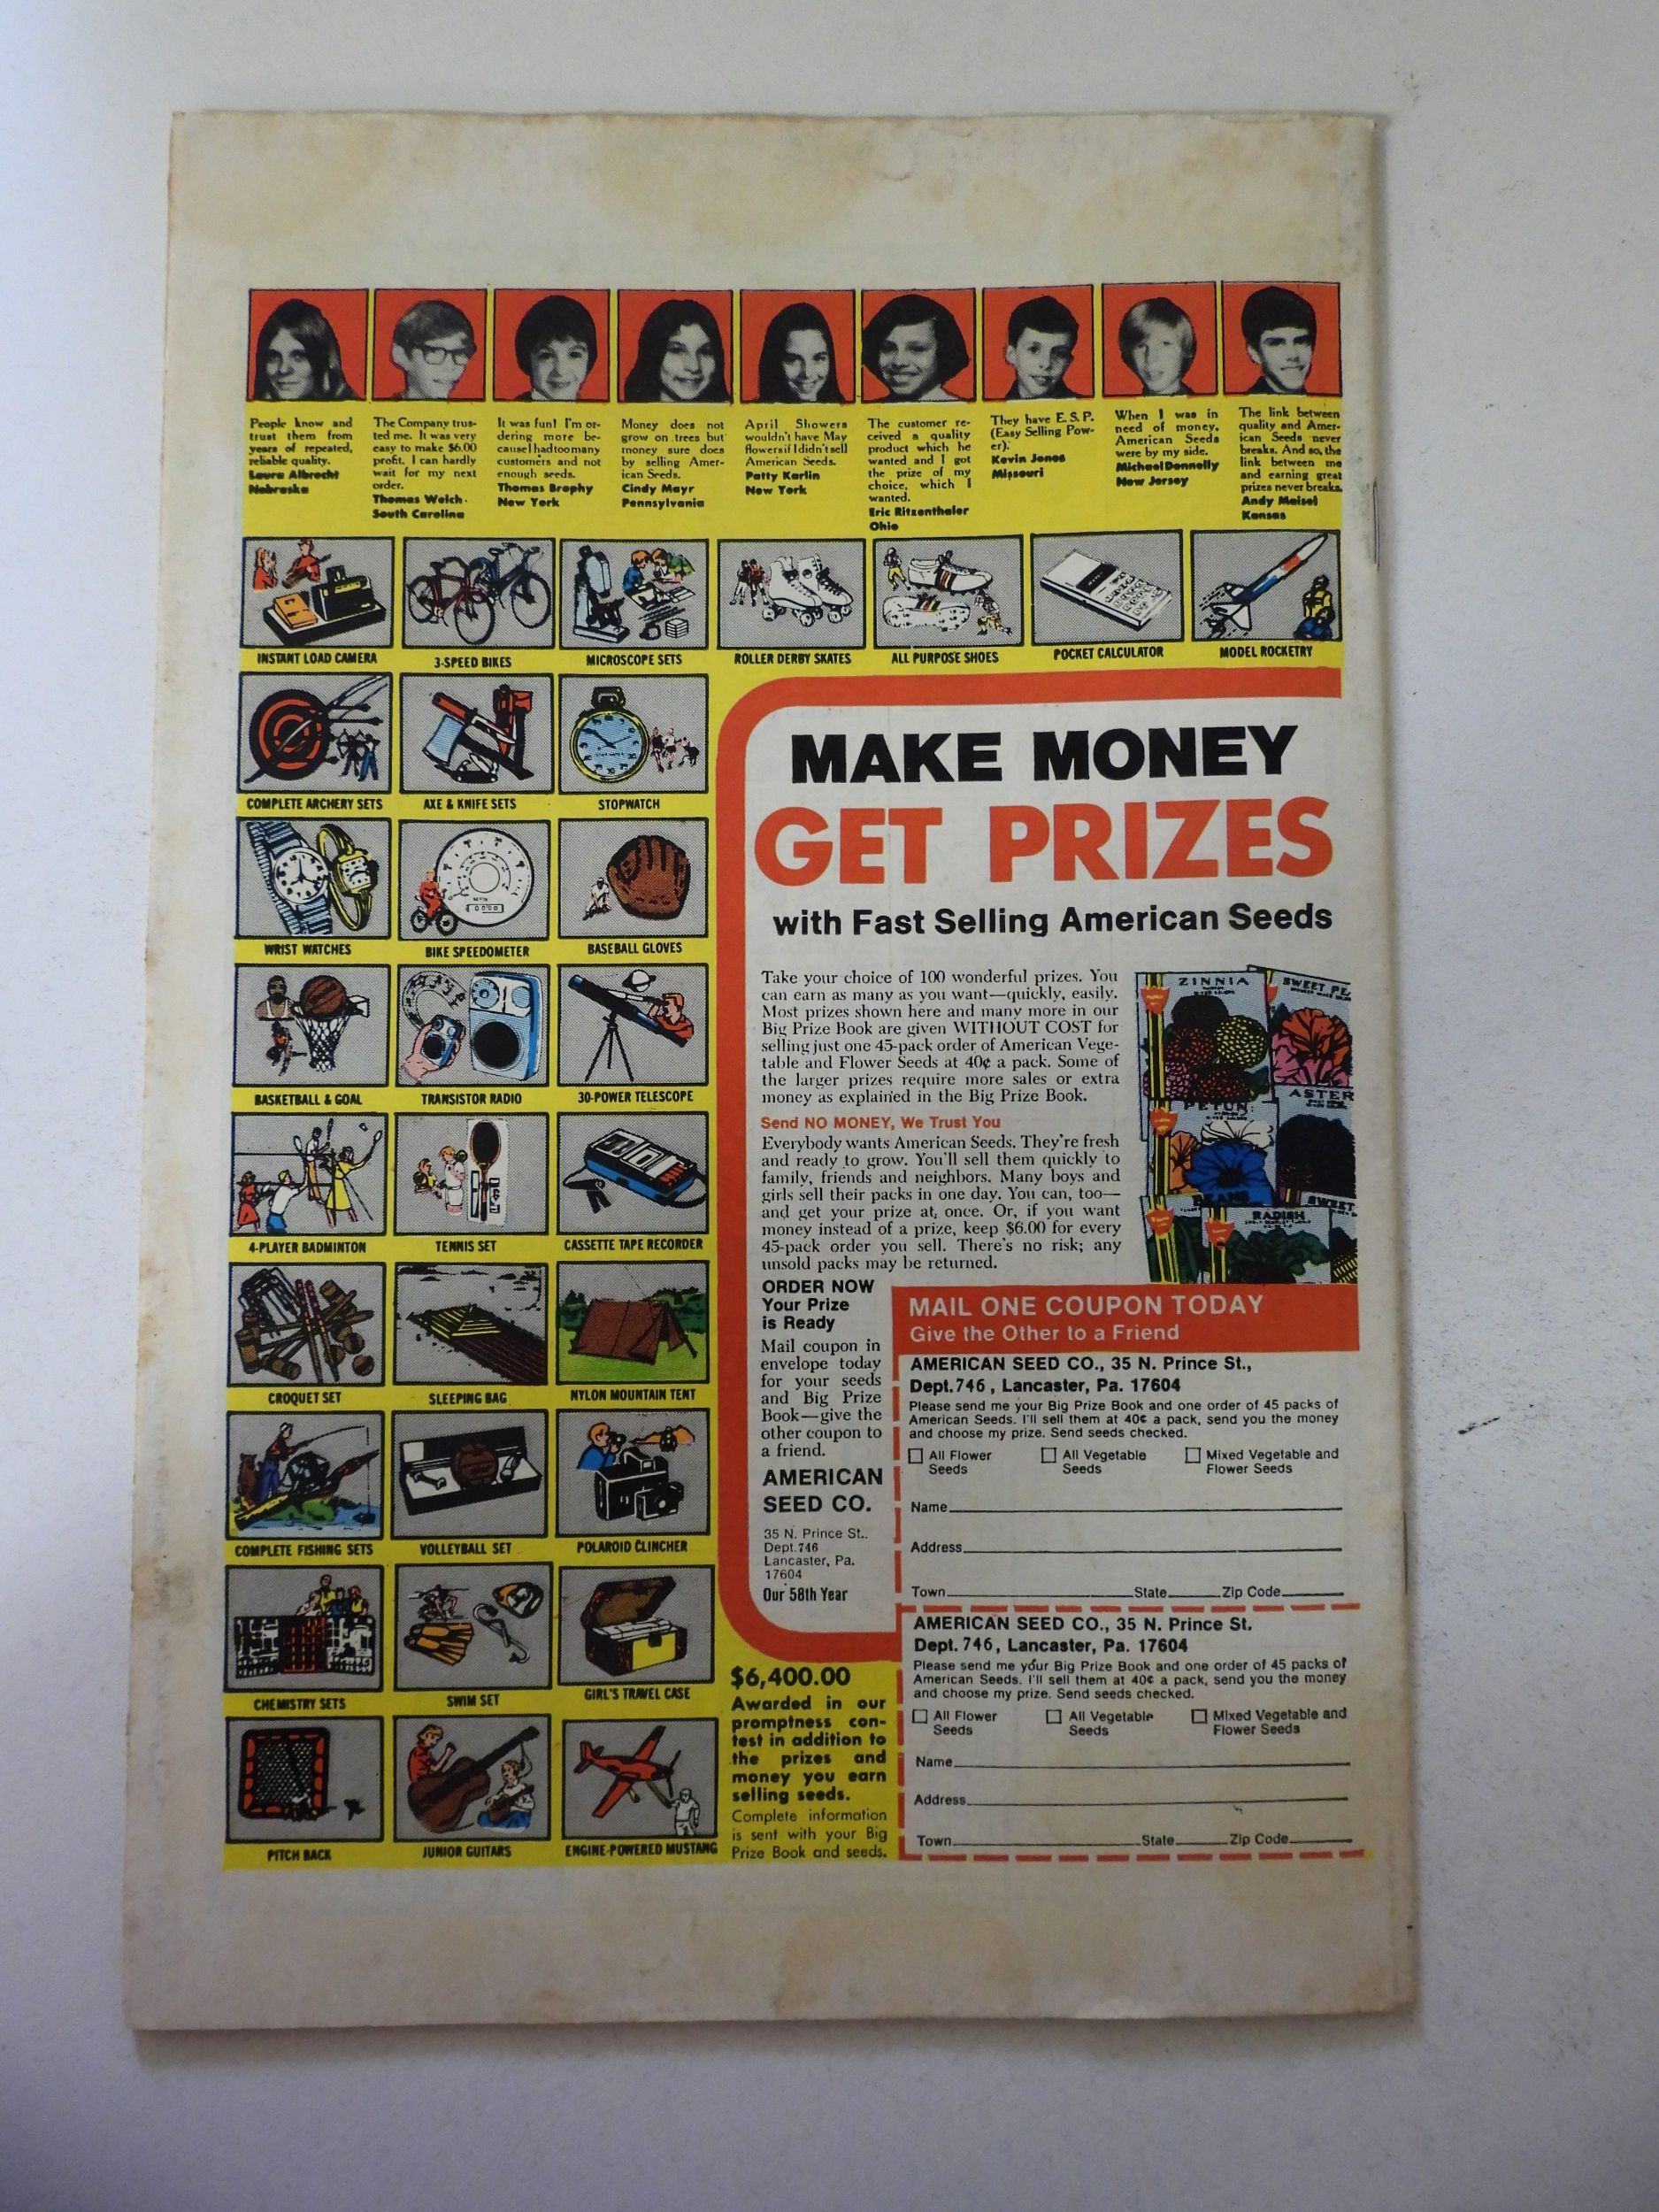 People know and
trust them from
years of repeated,
reliable quality.
Laura Albrecht
Nebraska
The Company trus-
ted me. It was very
easy to make $6.00
profit. I can hardly
wait for my next
order.
Thomas Welch
South Carolina
It was fun! I'm or-
dering more be-
cause I had too many
customers and not
enough seeds.
Thomas Brophy
New York
Money does not
grow on trees but
money sure does
by selling Amer-
ican Seeds.
Cindy Mayr
Pennsylvania
April Showers
wouldn't have May
flowers if I didn't sell
American Seeds.
Patty Karlin
New York
The customer re-
ceived a quality
product which he
wanted and I got
the prize of my
choice, which I
wanted.
Eric Ritzenthaler
Ohio
They have E.S.P.
(Easy Selling Pow-
er).
Kevin Jones
Missouri
When I was in
need of money,
American Seeds
were by my side.
Michael Donnelly
New Jersey
The link between
quality and Amer-
ican Seeds never
breaks. And so, the
link between me
and earning great
prizes never breaks.
Andy Maisel
Kansas
INSTANT LOAD CAMERA
3-SPEED BIKES
MICROSCOPE SETS
ROLLER DERBY SKATES
ALL PURPOSE SHOES
POCKET CALCULATOR
MODEL ROCKETRY
COMPLETE ARCHERY SETS
AXE & KNIFE SETS
STOPWATCH
WRIST WATCHES
BIKE SPEEDOMETER
BASEBALL GLOVES
BASKETBALL & GOAL
TRANSISTOR RADIO
30-POWER TELESCOPE
4-PLAYER BADMINTON
TENNIS SET
CASSETTE TAPE RECORDER
CROQUET SET
SLEEPING BAG
NYLON MOUNTAIN TENT
COMPLETE FISHING SETS
VOLLEYBALL SET
POLAROID CLINCHER
CHEMISTRY SETS
SWIM SET
GIRL'S TRAVEL CASE
PITCH BACK
JUNIOR GUITARS
ENGINE-POWERED MUSTANG
MAKE MONEY
GET PRIZES
with Fast Selling American Seeds
Take your choice of 100 wonderful prizes. You
can earn as many as you want—quickly, easily.
Most prizes shown here and many more in our
Big Prize Book are given WITHOUT COST for
selling just one 45-pack order of American Vege-
table and Flower Seeds at 40¢ a pack. Some of
the larger prizes require more sales or extra
money as explained in the Big Prize Book.
Send NO MONEY, We Trust You
Everybody wants American Seeds. They're fresh
and ready to grow. You'll sell them quickly to
family, friends and neighbors. Many boys and
girls sell their packs in one day. You can, too—
and get your prize at once. Or, if you want
money instead of a prize, keep $6.00 for every
45-pack order you sell. There's no risk; any
unsold packs may be returned.
ZINNIA
SWEET PE
ASTER
PETUN
BEANS
SWEET
RADISH
ORDER NOW
Your Prize
is Ready
Mail coupon in
envelope today
for your seeds
and Big Prize
Book—give the
other coupon to
a friend.
AMERICAN
SEED CO.
35 N. Prince St.,
Dept. 746
Lancaster, Pa.
17604
Our 58th Year
MAIL ONE COUPON TODAY
Give the Other to a Friend
AMERICAN SEED CO., 35 N. Prince St.,
Dept. 746, Lancaster, Pa. 17604
Please send me your Big Prize Book and one order of 45 packs of
American Seeds. I'll sell them at 40¢ a pack, send you the money
and choose my prize. Send seeds checked.
All Flower Seeds
All Vegetable Seeds
Mixed Vegetable and Flower Seeds
Name
Address
Town State Zip Code
AMERICAN SEED CO., 35 N. Prince St.
Dept. 746, Lancaster, Pa. 17604
Please send me your Big Prize Book and one order of 45 packs of
American Seeds. I'll sell them at 40¢ a pack, send you the money
and choose my prize. Send seeds checked.
All Flower Seeds
All Vegetable Seeds
Mixed Vegetable and Flower Seeds
Name
Address
Town State Zip Code
$6,400.00
Awarded in our
promptness con-
test in addition to
the prizes and
money you earn
selling seeds.
Complete information
is sent with your Big
Prize Book and seeds.